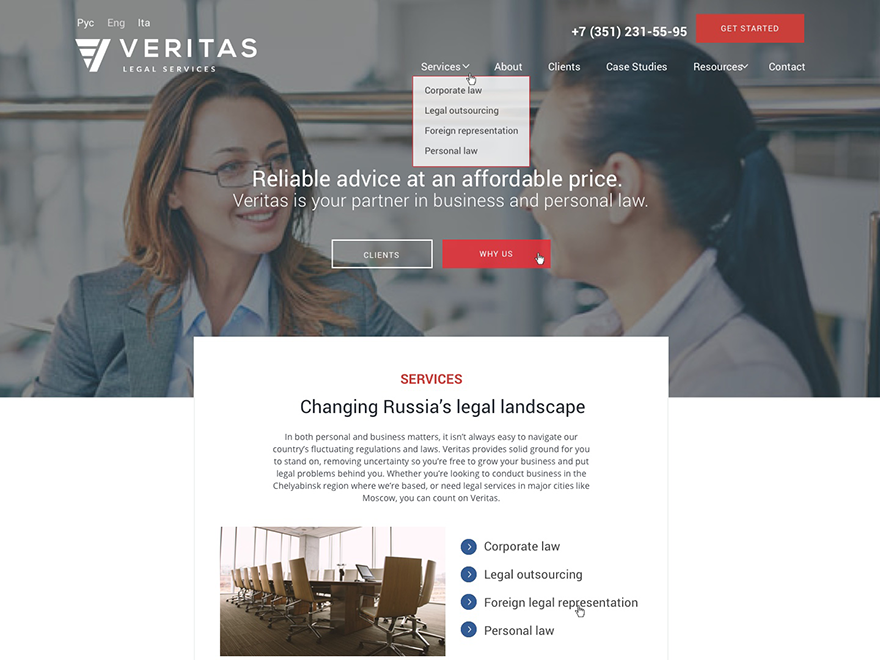 Рус Eng Ita
+7 (351) 231-55-95
GET STARTED
VERITAS
LEGAL SERVICES
Services About Clients Case Studies Resources Contact
Corporate law
Legal outsourcing
Foreign representation
Personal law
Reliable advice at an affordable price.
Veritas is your partner in business and personal law.
CLIENTS
WHY US
SERVICES
Changing Russia’s legal landscape
In both personal and business matters, it isn’t always easy to navigate our
country’s fluctuating regulations and laws. Veritas provides solid ground for you
to stand on, removing uncertainty so you’re free to grow your business and put
legal problems behind you. Whether you’re looking to conduct business in the
Chelyabinsk region where we’re based, or need legal services in major cities like
Moscow, you can count on Veritas.
Corporate law
Legal outsourcing
Foreign legal representation
Personal law